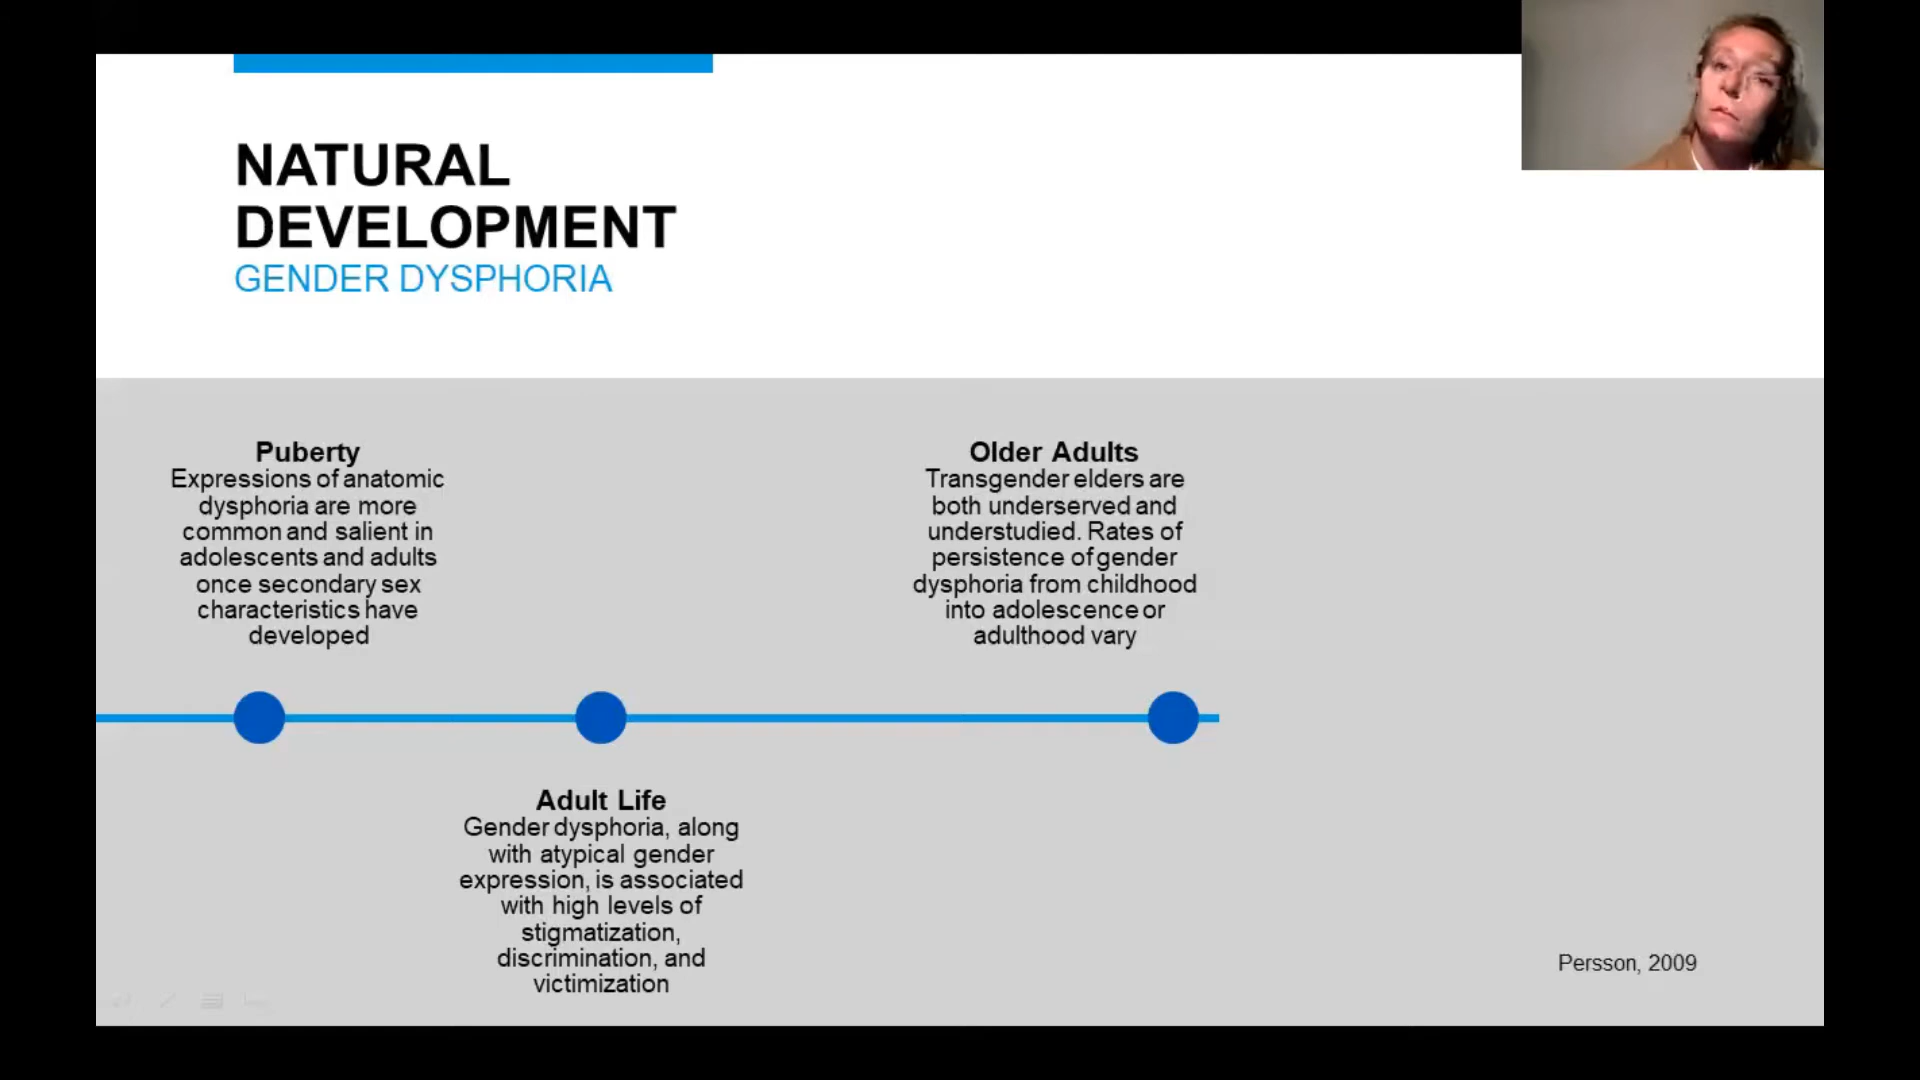 NATURAL
DEVELOPMENT
GENDER DYSPHORIA
Puberty
Expressions of anatomic
dysphoria are more
common and salient in
adolescents and adults
once secondary sex
characteristics have
developed
Older Adults
Transgender elders are
both underserved and
understudied. Rates of
persistence of gender
dysphoria from childhood
into adolescence or
adulthood vary
Adult Life
Gender dysphoria, along
with atypical gender
expression, is associated
with high levels of
stigmatization,
discrimination, and
victimization
Persson, 2009